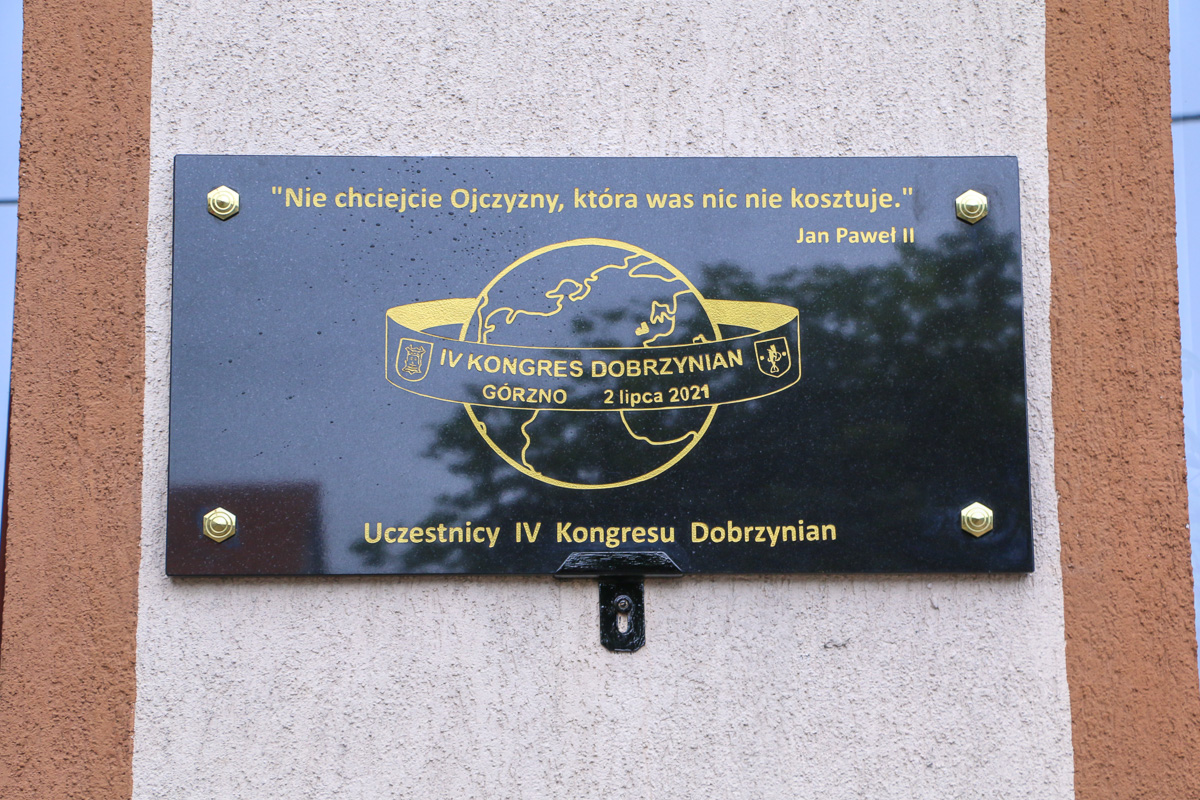 "Nie chciejcie Ojczyzny, która was nic nie kosztuje."
Jan Paweł II
IV KONGRES DOBRZYNIAN
GÓRZNO 2 lipca 2021
Uczestnicy IV Kongresu Dobrzynian